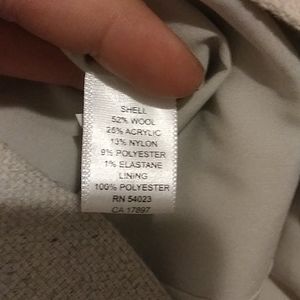 SHELL
52% WOOL
25% ACRYLIC
13% NYLON
9% POLYESTER
1% ELASTANE
LINING
100% POLYESTER
RN 54023
CA 17897